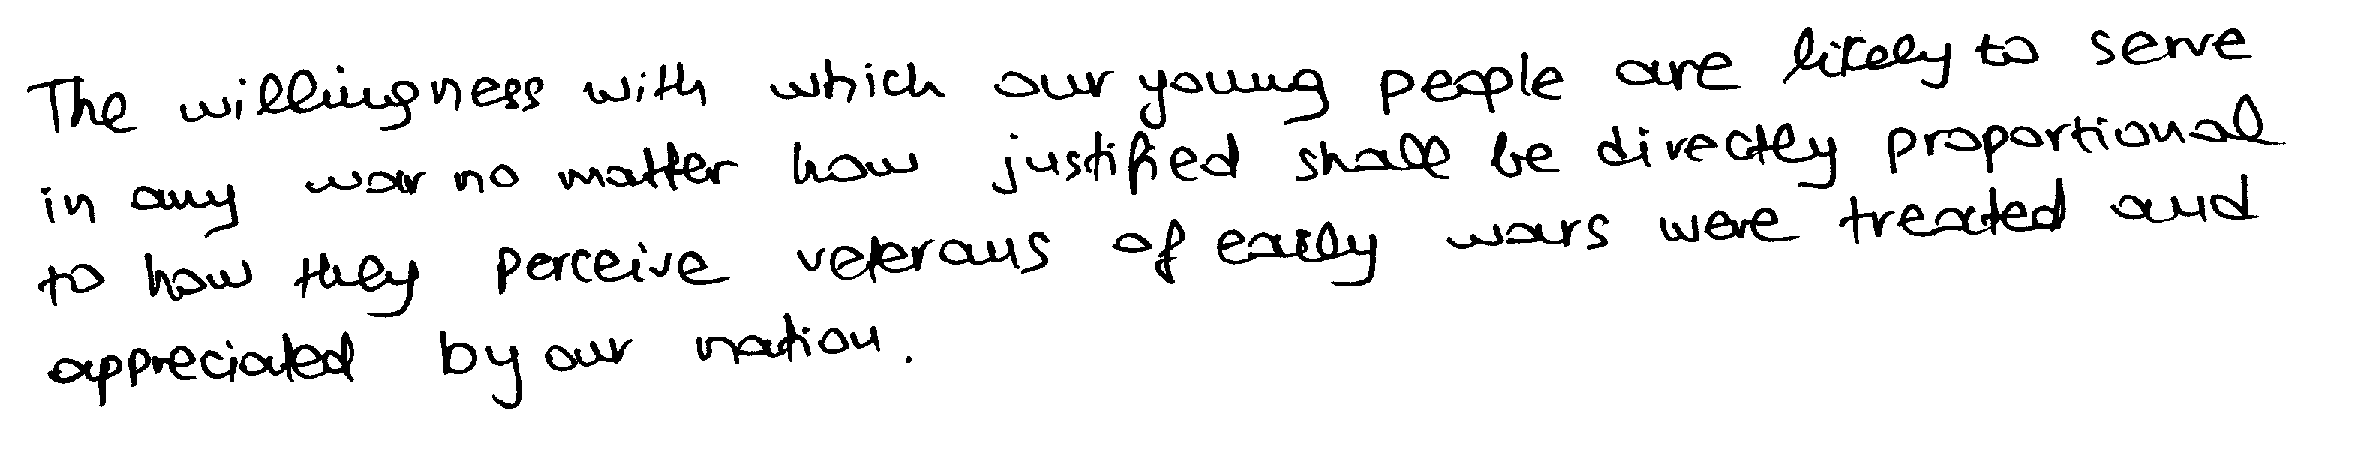 The willingness with which our young people are likely to serve
in any war no matter how justified shall be directly proportional
to how they perceive veterans of early wars were treated and
appreciated by our nation.